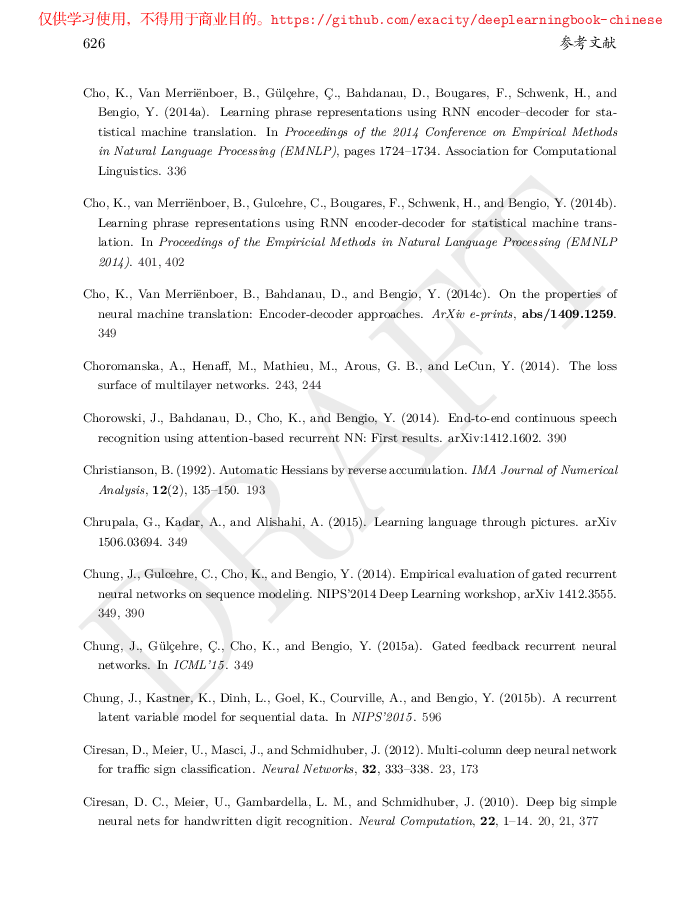 仅供学习使用，不得用于商业目的。https://github.com/exacity/deeplearningbook-chinese
626 参考文献
Cho, K., Van Merriënboer, B., Gülçehre, Ç., Bahdanau, D., Bougares, F., Schwenk, H., and
Bengio, Y. (2014a). Learning phrase representations using RNN encoder–decoder for sta-
tistical machine translation. In Proceedings of the 2014 Conference on Empirical Methods
in Natural Language Processing (EMNLP), pages 1724–1734. Association for Computational
Linguistics. 336
Cho, K., van Merriënboer, B., Gulcehre, C., Bougares, F., Schwenk, H., and Bengio, Y. (2014b).
Learning phrase representations using RNN encoder-decoder for statistical machine trans-
lation. In Proceedings of the Empiricial Methods in Natural Language Processing (EMNLP
2014). 401, 402
Cho, K., Van Merriënboer, B., Bahdanau, D., and Bengio, Y. (2014c). On the properties of
neural machine translation: Encoder-decoder approaches. ArXiv e-prints, abs/1409.1259.
349
Choromanska, A., Henaff, M., Mathieu, M., Arous, G. B., and LeCun, Y. (2014). The loss
surface of multilayer networks. 243, 244
Chorowski, J., Bahdanau, D., Cho, K., and Bengio, Y. (2014). End-to-end continuous speech
recognition using attention-based recurrent NN: First results. arXiv:1412.1602. 390
Christianson, B. (1992). Automatic Hessians by reverse accumulation. IMA Journal of Numerical
Analysis, 12(2), 135–150. 193
Chrupala, G., Kadar, A., and Alishahi, A. (2015). Learning language through pictures. arXiv
1506.03694. 349
Chung, J., Gulcehre, C., Cho, K., and Bengio, Y. (2014). Empirical evaluation of gated recurrent
neural networks on sequence modeling. NIPS'2014 Deep Learning workshop, arXiv 1412.3555.
349, 390
Chung, J., Gülçehre, Ç., Cho, K., and Bengio, Y. (2015a). Gated feedback recurrent neural
networks. In ICML'15. 349
Chung, J., Kastner, K., Dinh, L., Goel, K., Courville, A., and Bengio, Y. (2015b). A recurrent
latent variable model for sequential data. In NIPS'2015. 596
Ciresan, D., Meier, U., Masci, J., and Schmidhuber, J. (2012). Multi-column deep neural network
for traffic sign classification. Neural Networks, 32, 333–338. 23, 173
Ciresan, D. C., Meier, U., Gambardella, L. M., and Schmidhuber, J. (2010). Deep big simple
neural nets for handwritten digit recognition. Neural Computation, 22, 1–14. 20, 21, 377
DRAFT